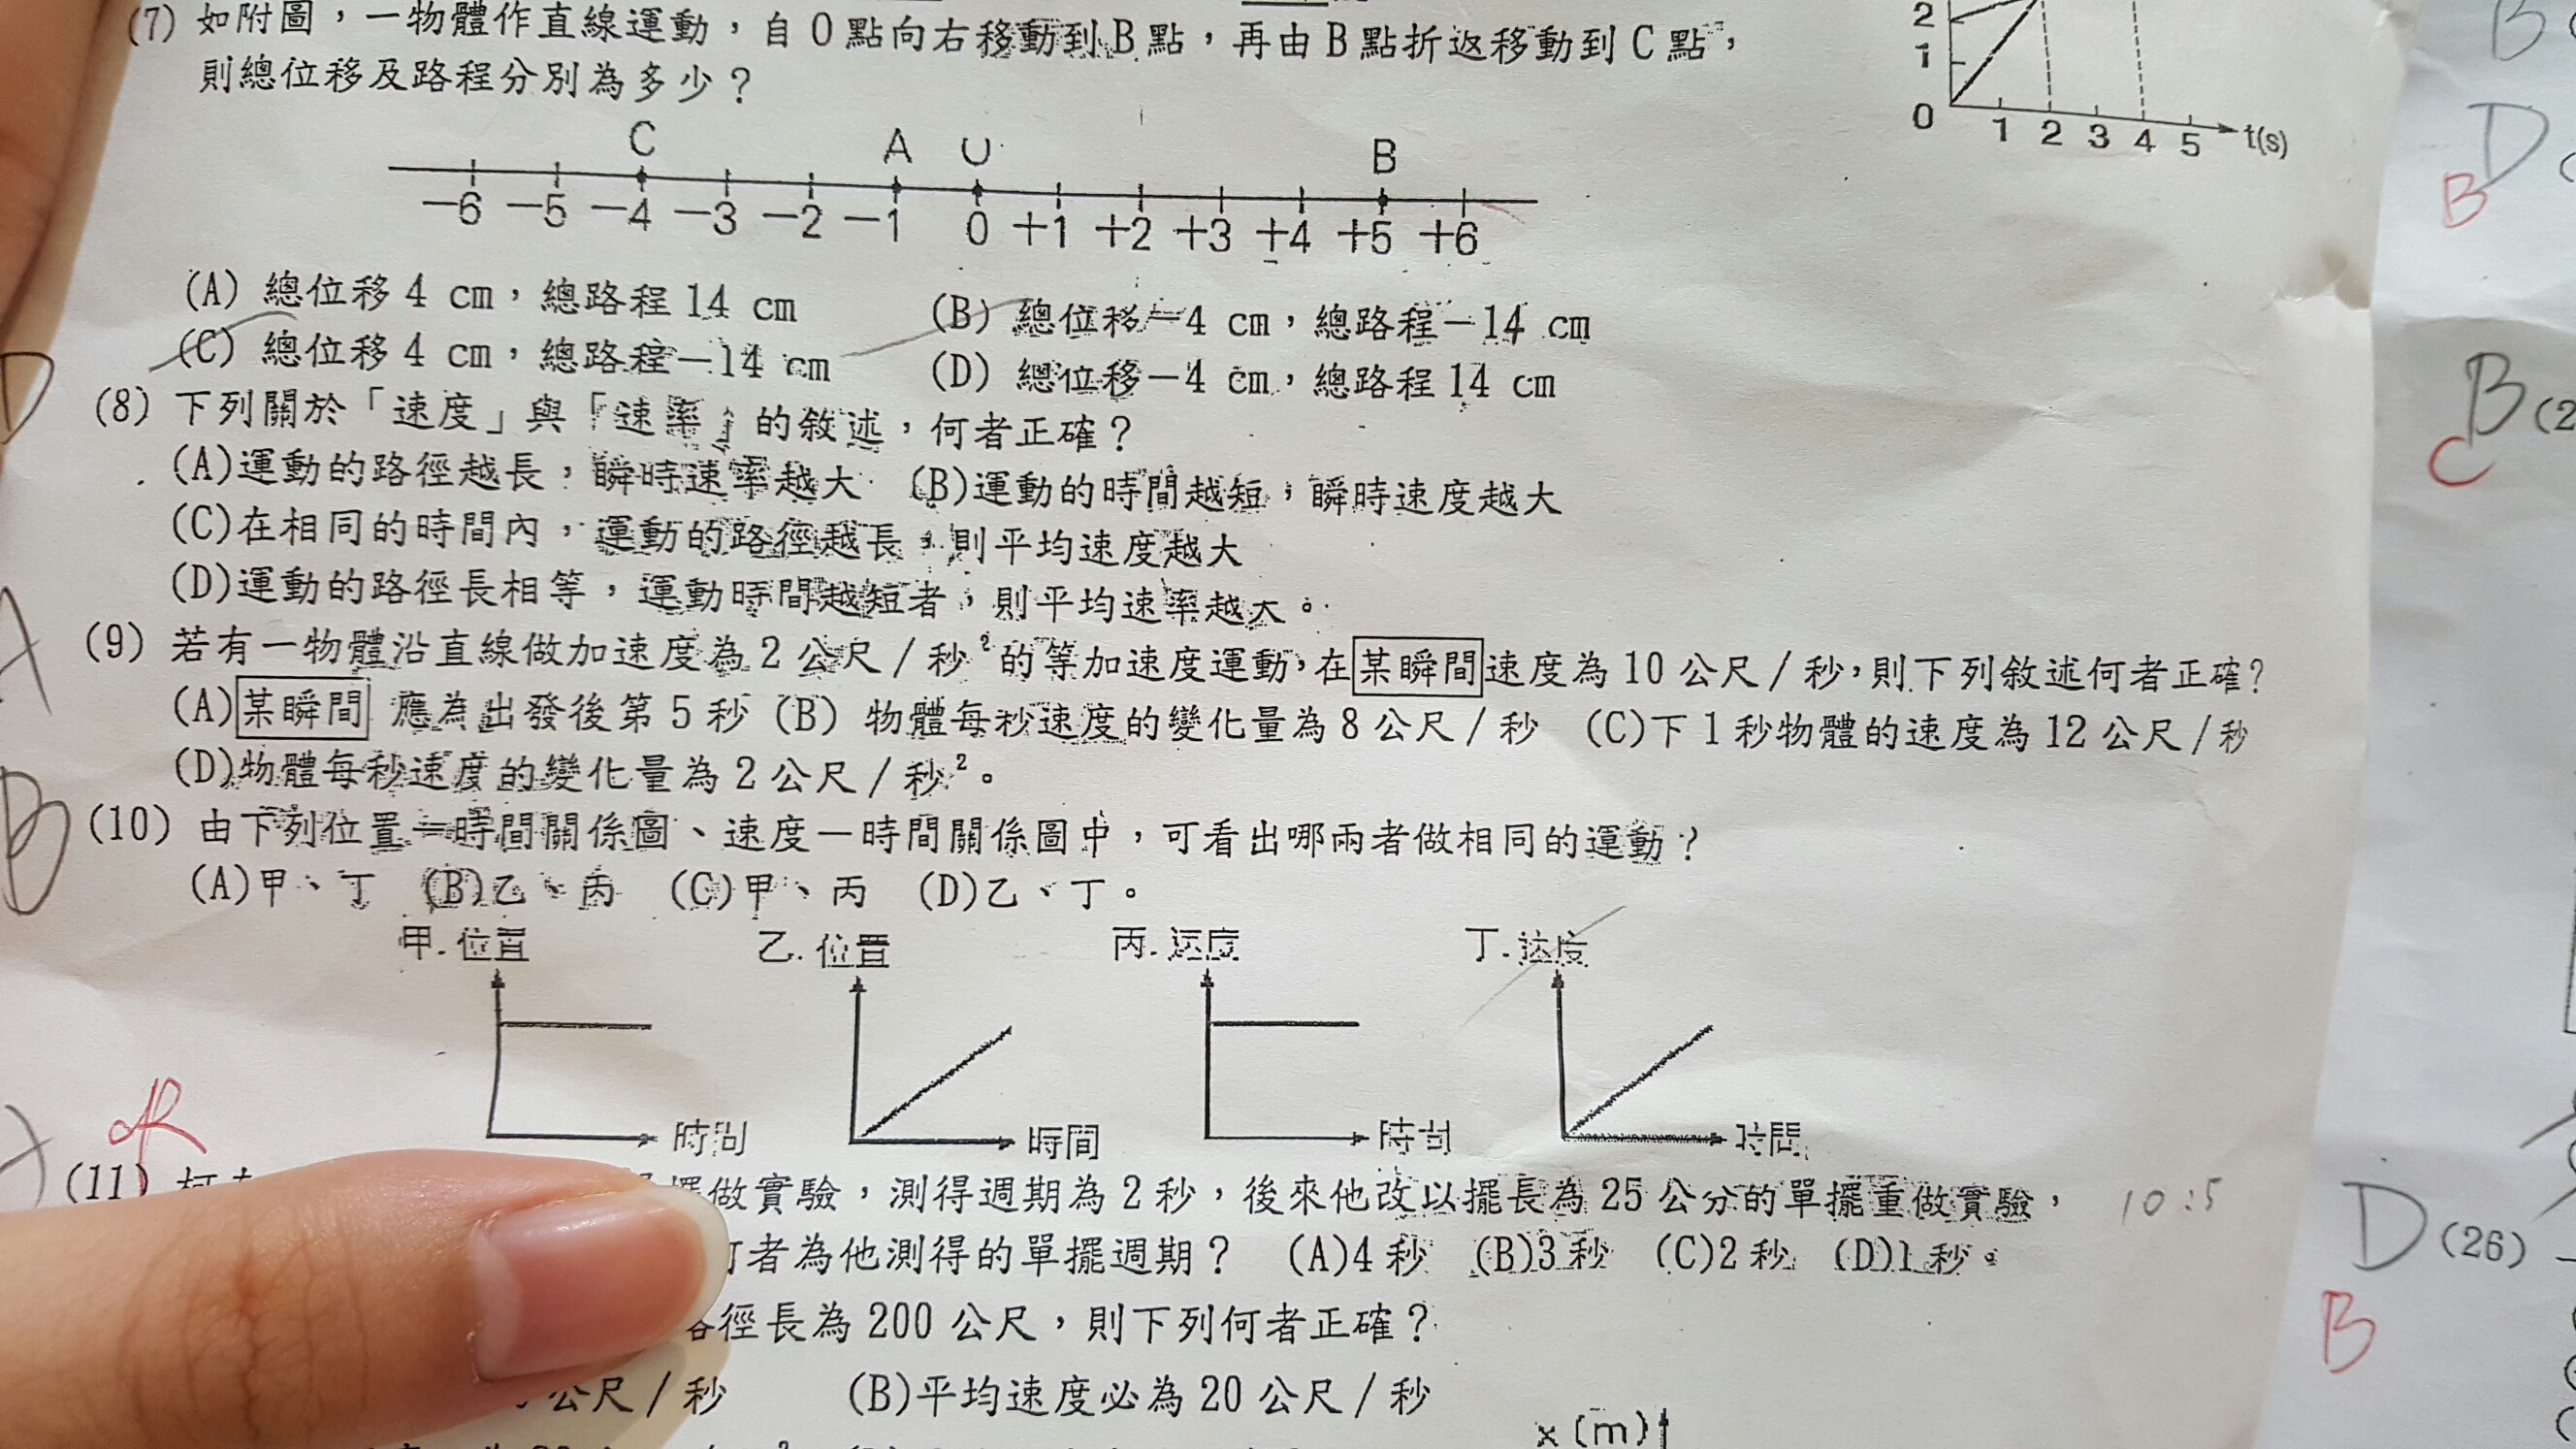 (7) 如附圖，一物體作直線運動，自O點向右移動到B點，再由B點折返移動到C點，
則總位移及路程分別為多少？
C A O B
－6 －5 －4 －3 －2 －1 0 ＋1 ＋2 ＋3 ＋4 ＋5 ＋6
2
1
0 1 2 3 4 5 t(s)
(A) 總位移 4 cm，總路程 14 cm (B) 總位移－4 cm，總路程－14 cm
(C) 總位移 4 cm，總路程－14 cm (D) 總位移－4 cm，總路程 14 cm
D (8) 下列關於「速度」與「速率」的敘述，何者正確？
(A)運動的路徑越長，瞬時速率越大 (B)運動的時間越短，瞬時速度越大
(C)在相同的時間內，運動的路徑越長，則平均速度越大
(D)運動的路徑長相等，運動時間越短者，則平均速率越大。
A (9) 若有一物體沿直線做加速度為 2 公尺／秒²的等加速度運動，在某瞬間速度為 10 公尺／秒，則下列敘述何者正確？
(A)某瞬間 應為出發後第 5 秒 (B) 物體每秒速度的變化量為 8 公尺／秒 (C)下 1 秒物體的速度為 12 公尺／秒
(D)物體每秒速度的變化量為 2 公尺／秒²。
B (10) 由下列位置－時間關係圖、速度－時間關係圖中，可看出哪兩者做相同的運動？
(A)甲、丁 (B)乙、丙 (C)甲、丙 (D)乙、丁。
甲.位置 乙.位置 丙.速度 丁.速度
時間 時間 時間 時間
(11)
擺做實驗，測得週期為 2 秒，後來他改以擺長為 25 公分的單擺重做實驗，
10:5
何者為他測得的單擺週期？ (A)4 秒 (B)3 秒 (C)2 秒 (D)1 秒。
徑長為 200 公尺，則下列何者正確？
公尺／秒 (B)平均速度必為 20 公尺／秒
x (m)
B
D
B
B (2
C
D (26)
B